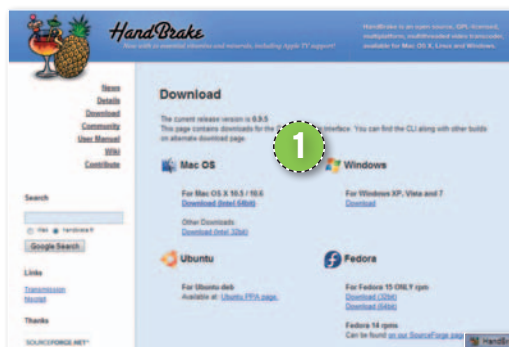 HandBrake
Now with 10 essential vitamins and minerals, including Apple TV support!
HandBrake is an open-source, GPL-licensed,
multiplatform, multithreaded video transcoder,
available for Mac OS X, Linux and Windows.
News
Details
Download
Community
User Manual
Wiki
Contribute
Search
Google Search
Links
Transmission
Thanks
SOURCEFORGE.NET*
Download
The current release version is 0.9.5
This page contains downloads for the interface. You can find the CLI along with other builds
on alternate download page.
1
Mac OS
For Mac OS X 10.5 / 10.6
Download (Intel 64bit)
Other Downloads:
Download (Intel 32bit)
Windows
For Windows XP, Vista and 7
Download
Ubuntu
For Ubuntu deb
Available at: Ubuntu PPA page.
Fedora
For Fedora 15 ONLY rpm
Download (32bit)
Download (64bit)
Fedora 14 rpms
Can be found on our SourceForge page